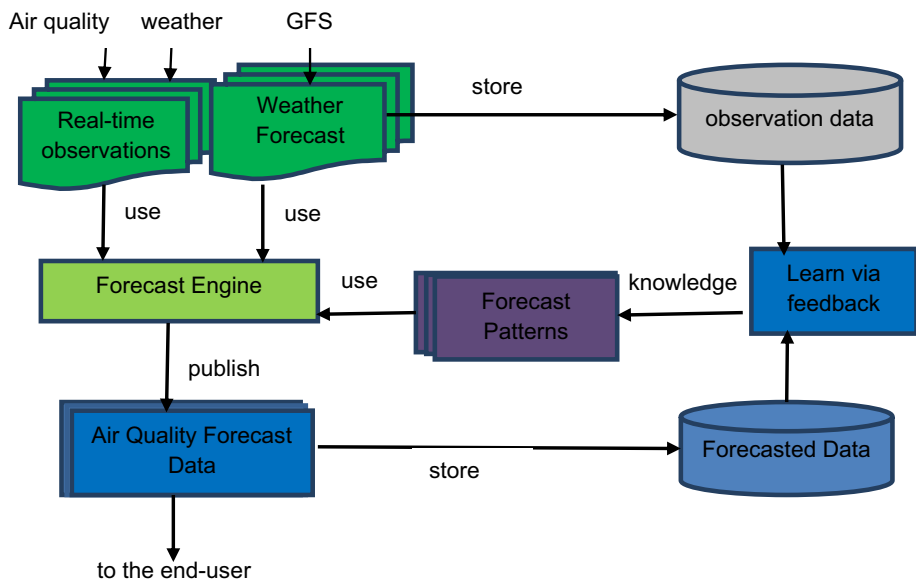 Air quality
weather
GFS
Real-time
observations
Weather
Forecast
store
observation data
use
use
Forecast Engine
use
Forecast
Patterns
knowledge
Learn via
feedback
publish
Air Quality Forecast
Data
store
Forecasted Data
to the end-user